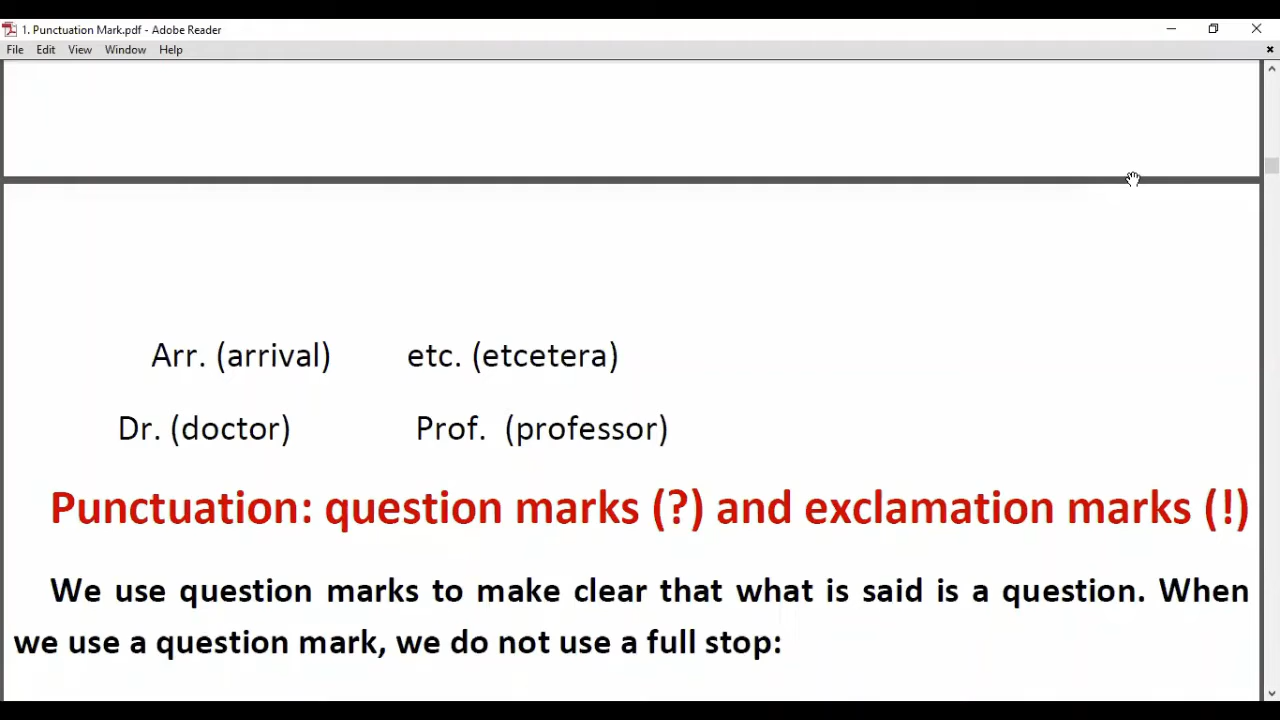 1. Punctuation Mark.pdf - Adobe Reader
File Edit View Window Help
Arr. (arrival) etc. (etcetera)
Dr. (doctor) Prof. (professor)
Punctuation: question marks (?) and exclamation marks (!)
We use question marks to make clear that what is said is a question. When
we use a question mark, we do not use a full stop: